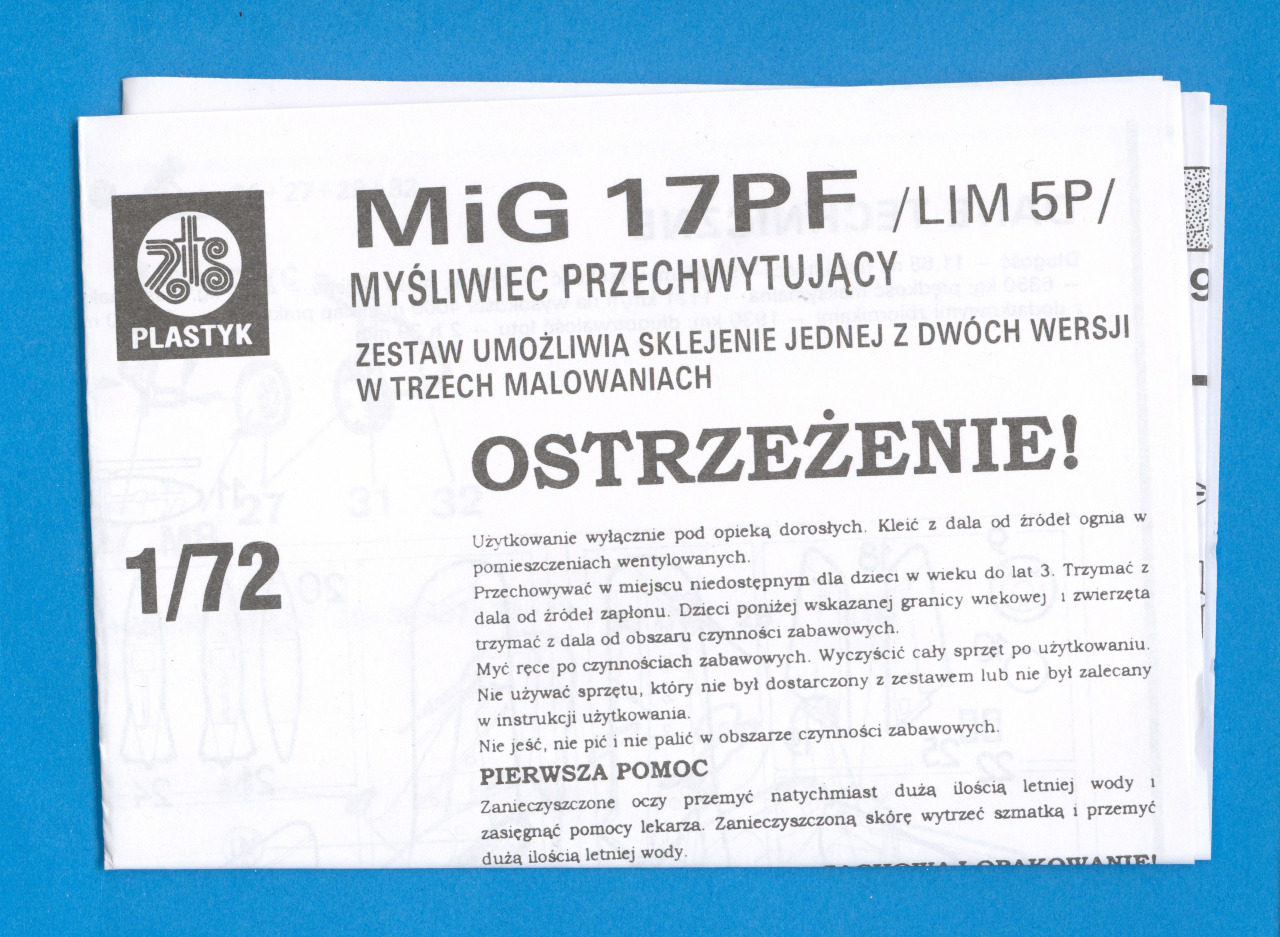 MiG 17PF /LIM 5P/
MYŚLIWIEC PRZECHWYTUJĄCY
zts
PLASTYK
ZESTAW UMOŻLIWIA SKLEJENIE JEDNEJ Z DWÓCH WERSJI
W TRZECH MALOWANIACH
OSTRZEŻENIE!
1/72
Użytkowanie wyłącznie pod opieką dorosłych. Kleić z dala od źródeł ognia w
pomieszczeniach wentylowanych.
Przechowywać w miejscu niedostępnym dla dzieci w wieku do lat 3. Trzymać z
dala od źródeł zapłonu. Dzieci poniżej wskazanej granicy wiekowej i zwierzęta
trzymać z dala od obszaru czynności zabawowych.
Myć ręce po czynnościach zabawowych. Wyczyścić cały sprzęt po użytkowaniu.
Nie używać sprzętu, który nie był dostarczony z zestawem lub nie był zalecany
w instrukcji użytkowania.
Nie jeść, nie pić i nie palić w obszarze czynności zabawowych.
PIERWSZA POMOC
Zanieczyszczone oczy przemyć natychmiast dużą ilością letniej wody i
zasięgnąć pomocy lekarza. Zanieczyszczoną skórę wytrzeć szmatką i przemyć
dużą ilością letniej wody.
ZACHOWAJ OPAKOWANIE!
9